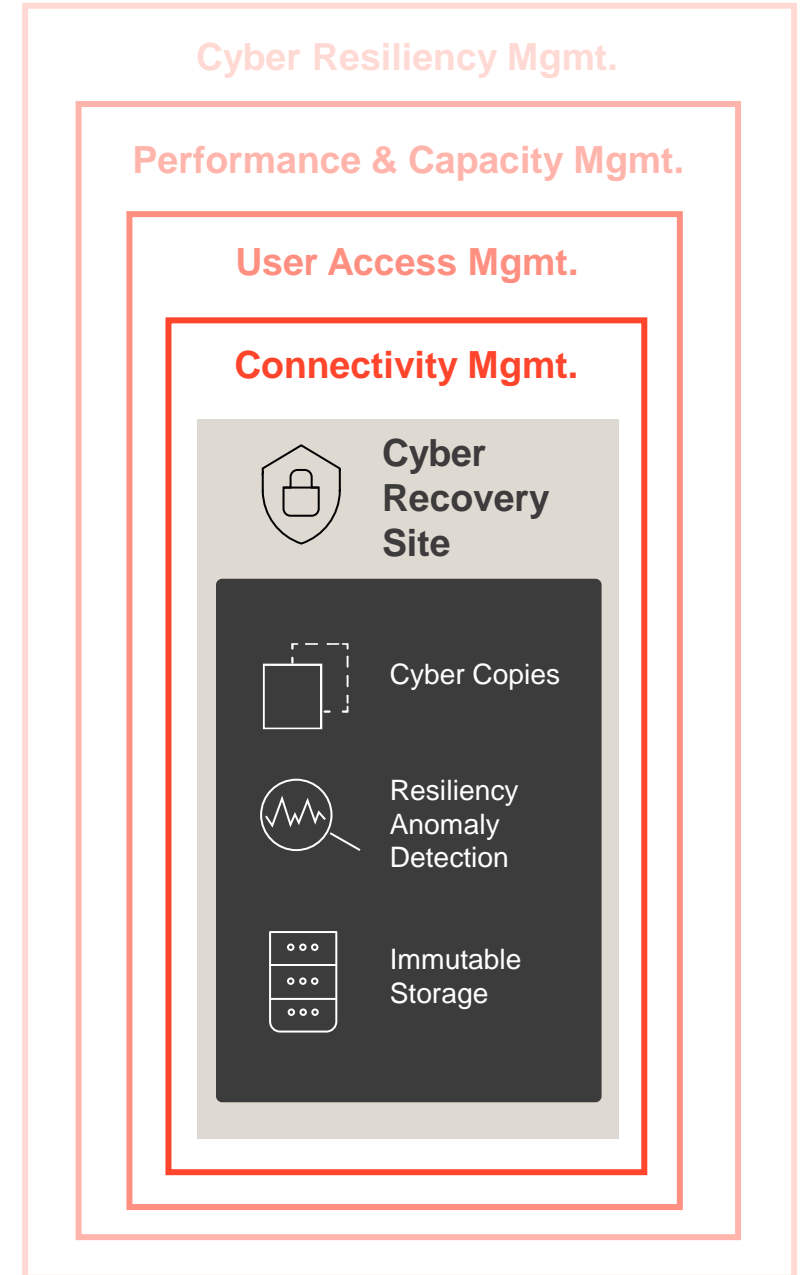 Cyber Resiliency Mgmt.
Performance & Capacity Mgmt.
User Access Mgmt.
Connectivity Mgmt.
Cyber
Recovery
Site
Cyber Copies
Resiliency
Anomaly
Detection
Immutable
Storage